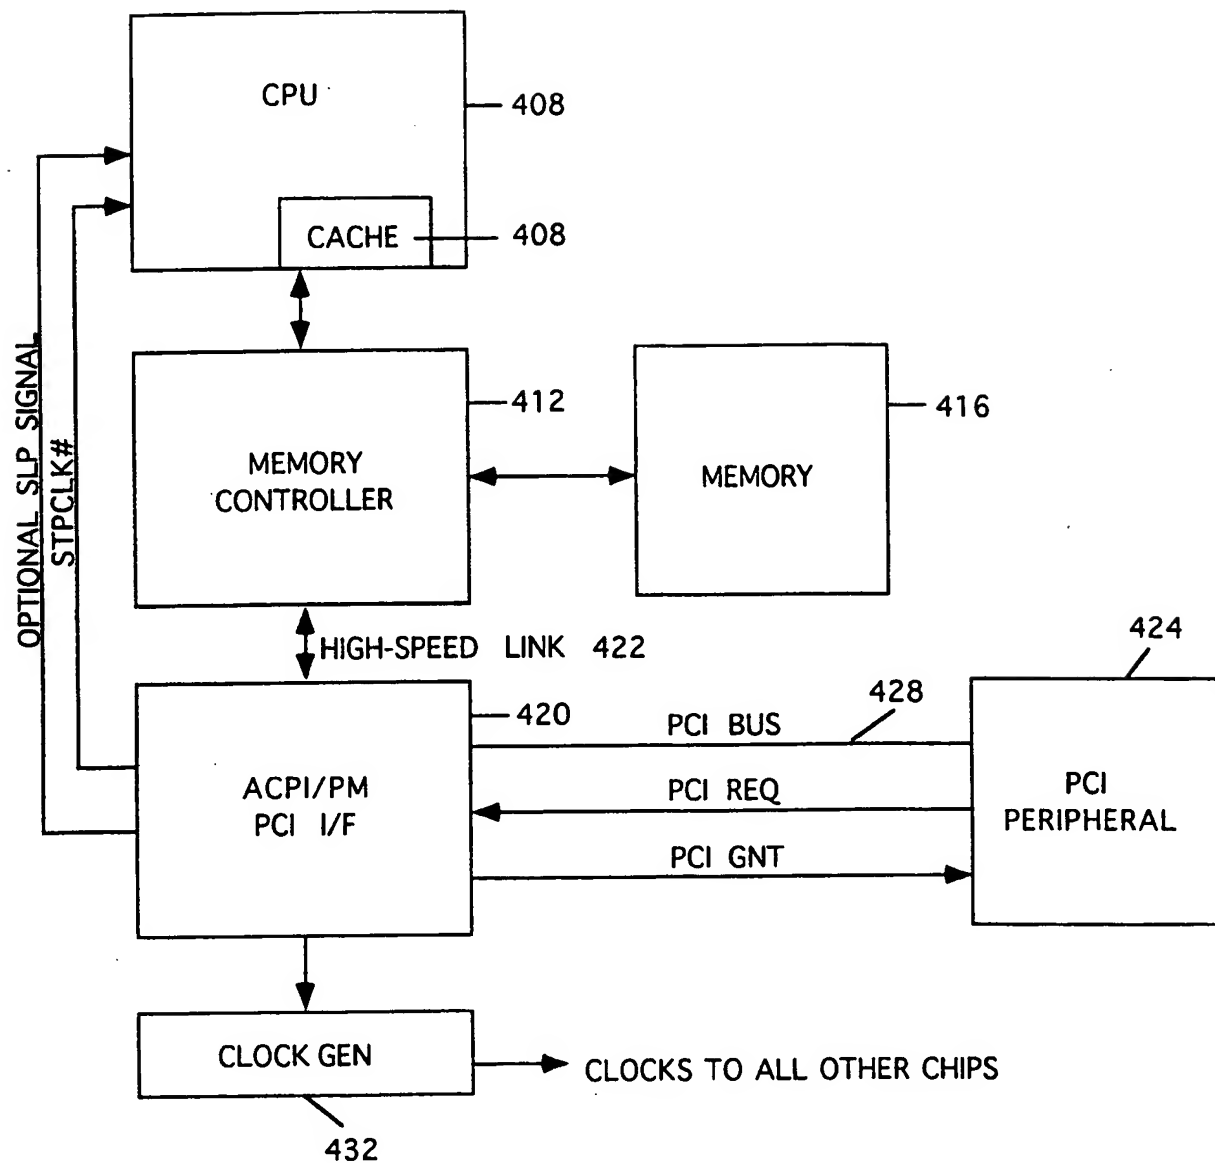 CPU
408
CACHE
408
OPTIONAL SLP SIGNAL
STPCLK#
412
MEMORY
CONTROLLER
416
MEMORY
HIGH-SPEED LINK 422
424
420
428
PCI BUS
ACPI/PM
PCI I/F
PCI REQ
PCI
PERIPHERAL
PCI GNT
CLOCK GEN
CLOCKS TO ALL OTHER CHIPS
432